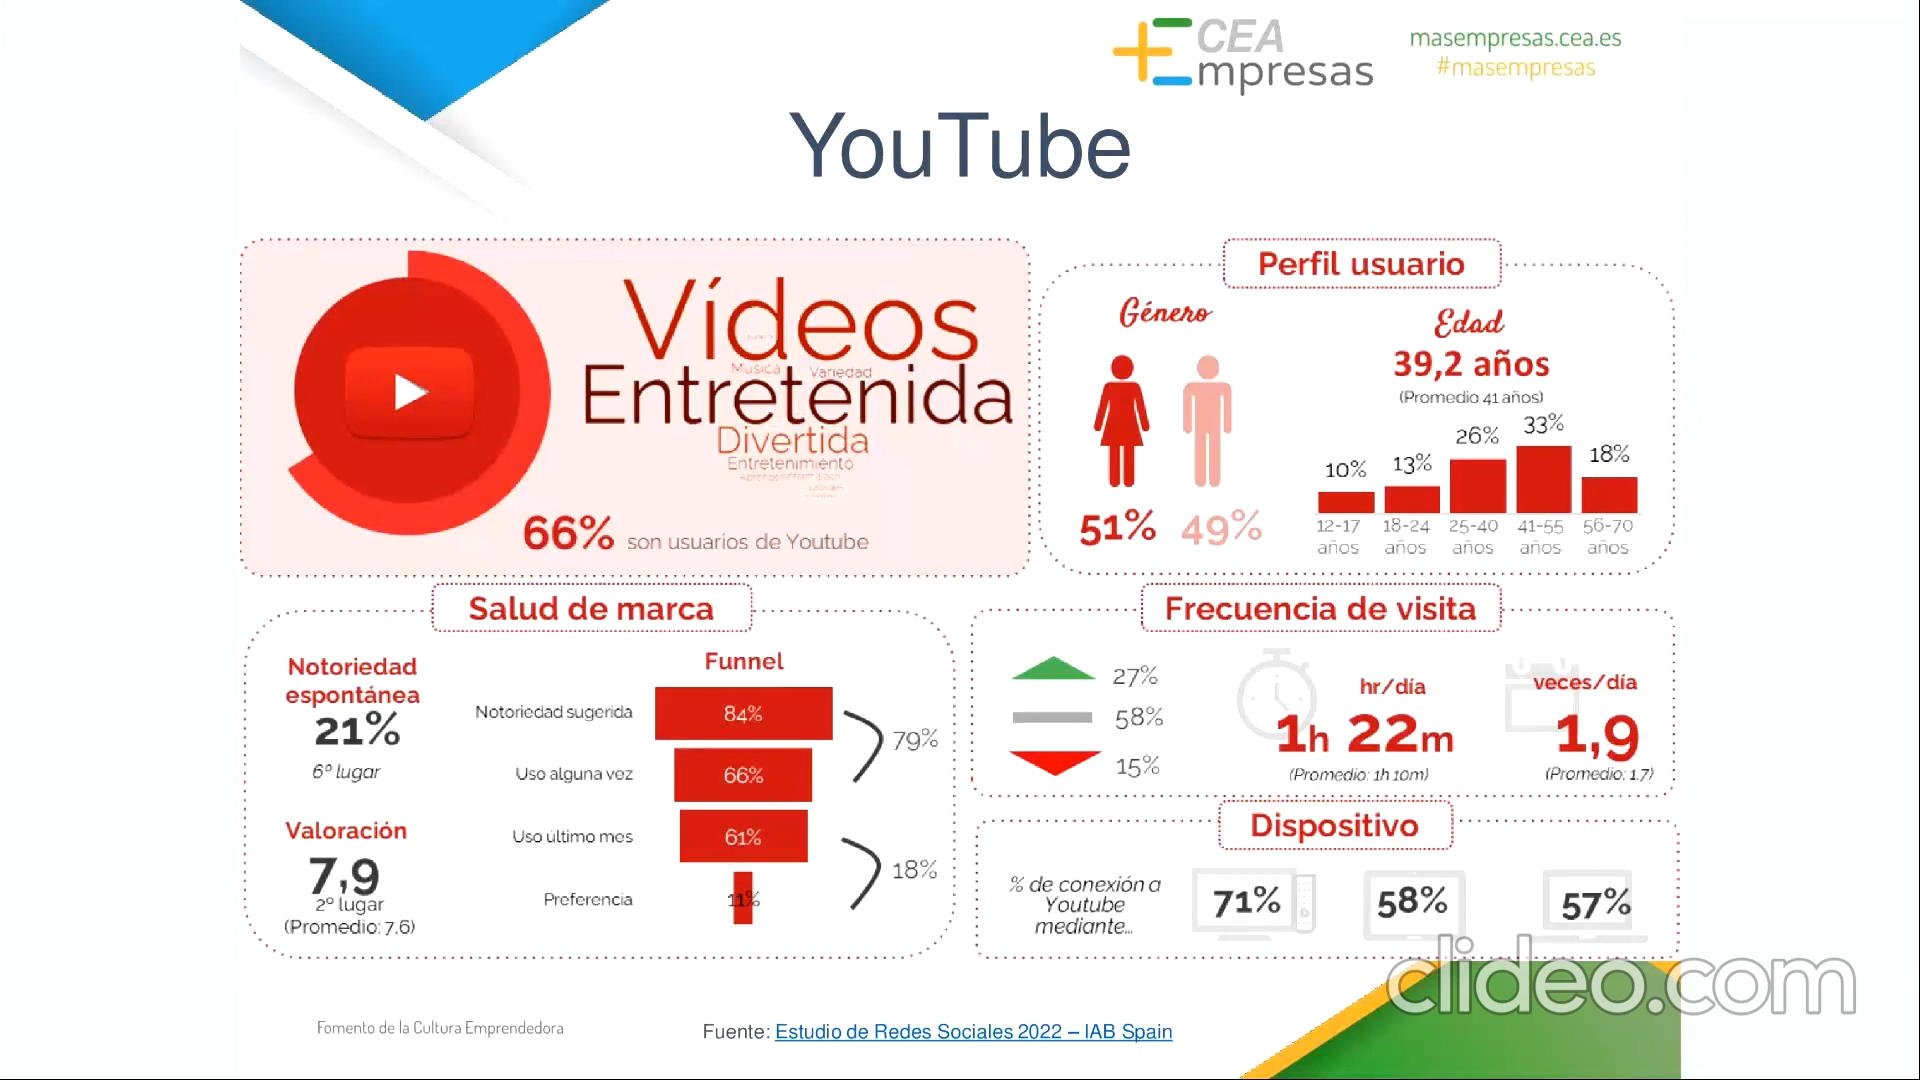 CEA
Empresas
masempresas.cea.es
#masempresas
YouTube
Vídeos
Música Variedad
Entretenida
Divertida
Entretenimiento
66% son usuarios de Youtube
Perfil usuario
Género
51% 49%
Edad
39,2 años
(Promedio 41 años)
10% 13% 26% 33% 18%
12-17 18-24 25-40 41-55 56-70
años años años años años
Salud de marca
Notoriedad
espontánea
21%
6º lugar
Valoración
7,9
2º lugar
(Promedio: 7,6)
Funnel
Notoriedad sugerida 84%
Uso alguna vez 66%
79%
Uso último mes 61%
Preferencia 11%
18%
Frecuencia de visita
27%
58%
15%
hr/día
1h 22m
(Promedio: 1h 10m)
veces/día
1,9
(Promedio: 1.7)
Dispositivo
% de conexión a
Youtube
mediante...
71% 58% 57%
clideo.com
Fomento de la Cultura Emprendedora
Fuente: Estudio de Redes Sociales 2022 – IAB Spain